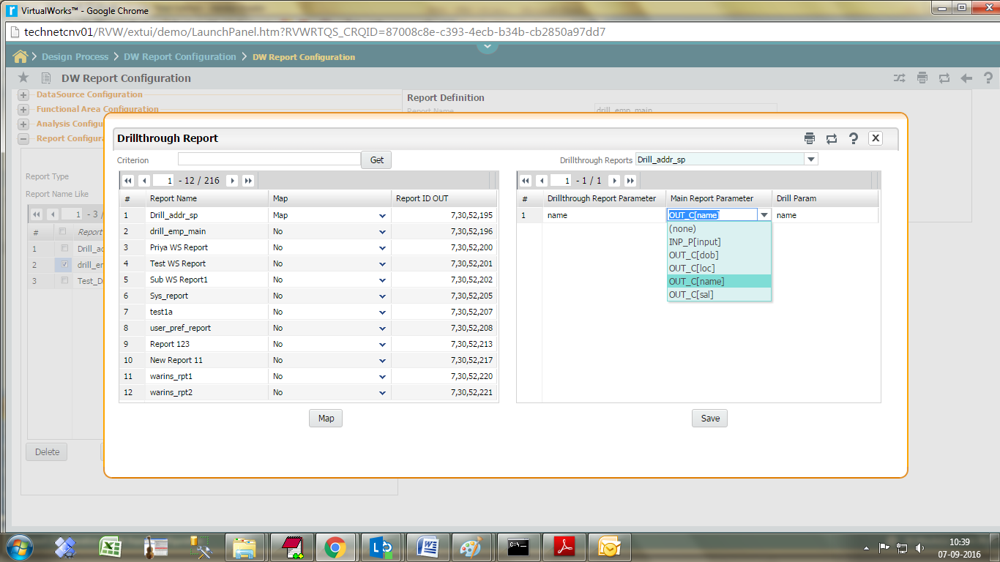 VirtualWorks™ - Google Chrome
technetcnv01/RVW/extui/demo/LaunchPanel.htm?RVWRTQS_CRQID=87008c8e-c393-4ecb-b34b-cb2850a97dd7
Design Process > DW Report Configuration > DW Report Configuration
DW Report Configuration
DataSource Configuration
Functional Area Configuration
Analysis Configu
Report Configura
Report Type
Report Name Like
1 - 3 /
# Report
1 Drill_ac
2 drill_en
3 Test_D
Delete
Report Definition
Report Name drill_emp_main
Drillthrough Report
Criterion Get
1 - 12 / 216
# Report Name Map Report ID OUT
1 Drill_addr_sp Map 7,30,52,195
2 drill_emp_main No 7,30,52,196
3 Priya WS Report No 7,30,52,200
4 Test WS Report No 7,30,52,201
5 Sub WS Report1 No 7,30,52,202
6 Sys_report No 7,30,52,205
7 test1a No 7,30,52,207
8 user_pref_report No 7,30,52,208
9 Report 123 No 7,30,52,213
10 New Report 11 No 7,30,52,217
11 warins_rpt1 No 7,30,52,220
12 warins_rpt2 No 7,30,52,221
Map
Drillthrough Reports Drill_addr_sp
1 - 1 / 1
# Drillthrough Report Parameter Main Report Parameter Drill Param
1 name OUT_C[name] name
(none)
INP_P[input]
OUT_C[dob]
OUT_C[loc]
OUT_C[name]
OUT_C[sal]
Save
10:39
07-09-2016